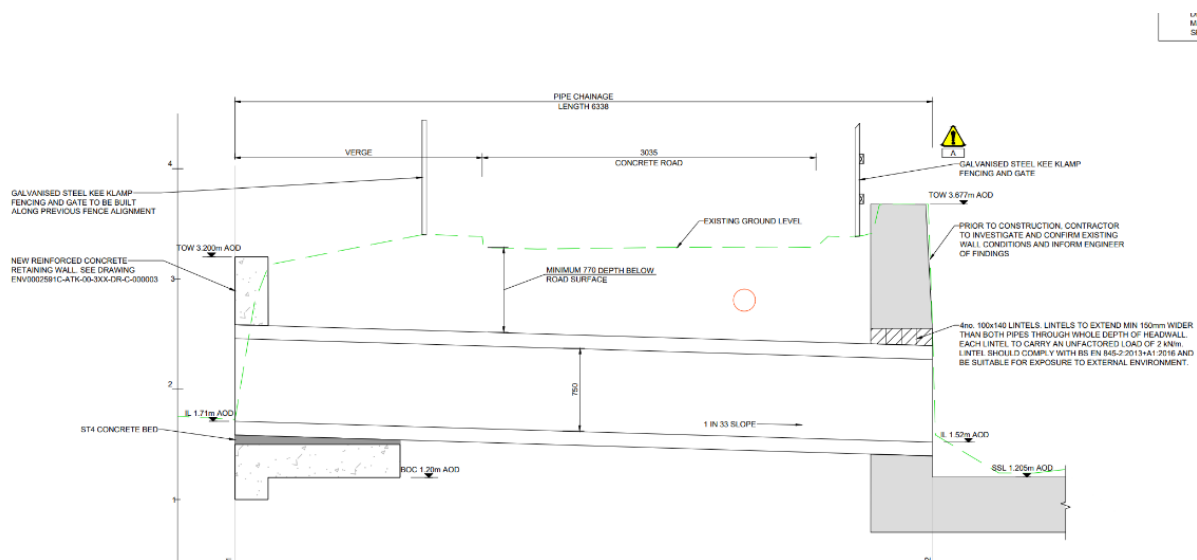 PIPE CHAINAGE
LENGTH 6338
VERGE
3035
CONCRETE ROAD
A
4
GALVANISED STEEL KEE KLAMP
FENCING AND GATE TO BE BUILT
ALONG PREVIOUS FENCE ALIGNMENT
GALVANISED STEEL KEE KLAMP
FENCING AND GATE
TOW 3.677m AOD
EXISTING GROUND LEVEL
PRIOR TO CONSTRUCTION, CONTRACTOR
TO INVESTIGATE AND CONFIRM EXISTING
WALL CONDITIONS AND INFORM ENGINEER
OF FINDINGS
TOW 3.200m AOD
NEW REINFORCED CONCRETE
RETAINING WALL. SEE DRAWING
ENV0002591C-ATK-00-3XX-DR-C-000003
3
MINIMUM 770 DEPTH BELOW
ROAD SURFACE
4no. 100x140 LINTELS. LINTELS TO EXTEND MIN 150mm WIDER
THAN BOTH PIPES THROUGH WHOLE DEPTH OF HEADWALL.
EACH LINTEL TO CARRY AN UNFACTORED LOAD OF 2 kN/m.
LINTEL SHOULD COMPLY WITH BS EN 845-2:2013+A1:2016 AND
BE SUITABLE FOR EXPOSURE TO EXTERNAL ENVIRONMENT.
2
750
IL 1.71m AOD
ST4 CONCRETE BED
1 IN 33 SLOPE
IL 1.52m AOD
BOC 1.20m AOD
SSL 1.205m AOD
1